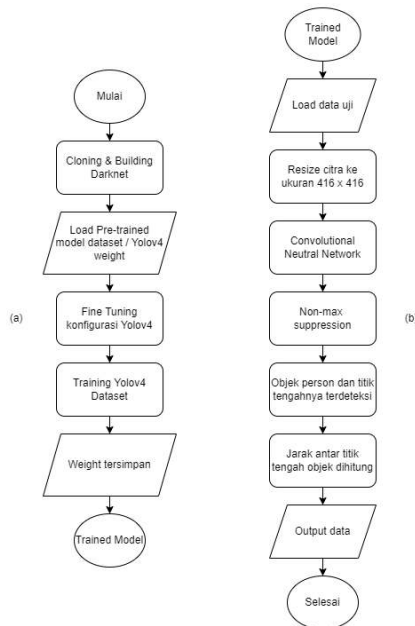 Mulai
Cloning & Building
Darknet
Load Pre-trained
model dataset / Yolov4
weight
Fine Tuning
konfigurasi Yolov4
Training Yolov4
Dataset
Weight tersimpan
Trained Model
(a)
Trained
Model
Load data uji
Resize citra ke
ukuran 416 x 416
Convolutional
Neutral Network
Non-max
suppression
Objek person dan titik
tengahnya terdeteksi
Jarak antar titik
tengah objek dihitung
Output data
Selesai
(b)